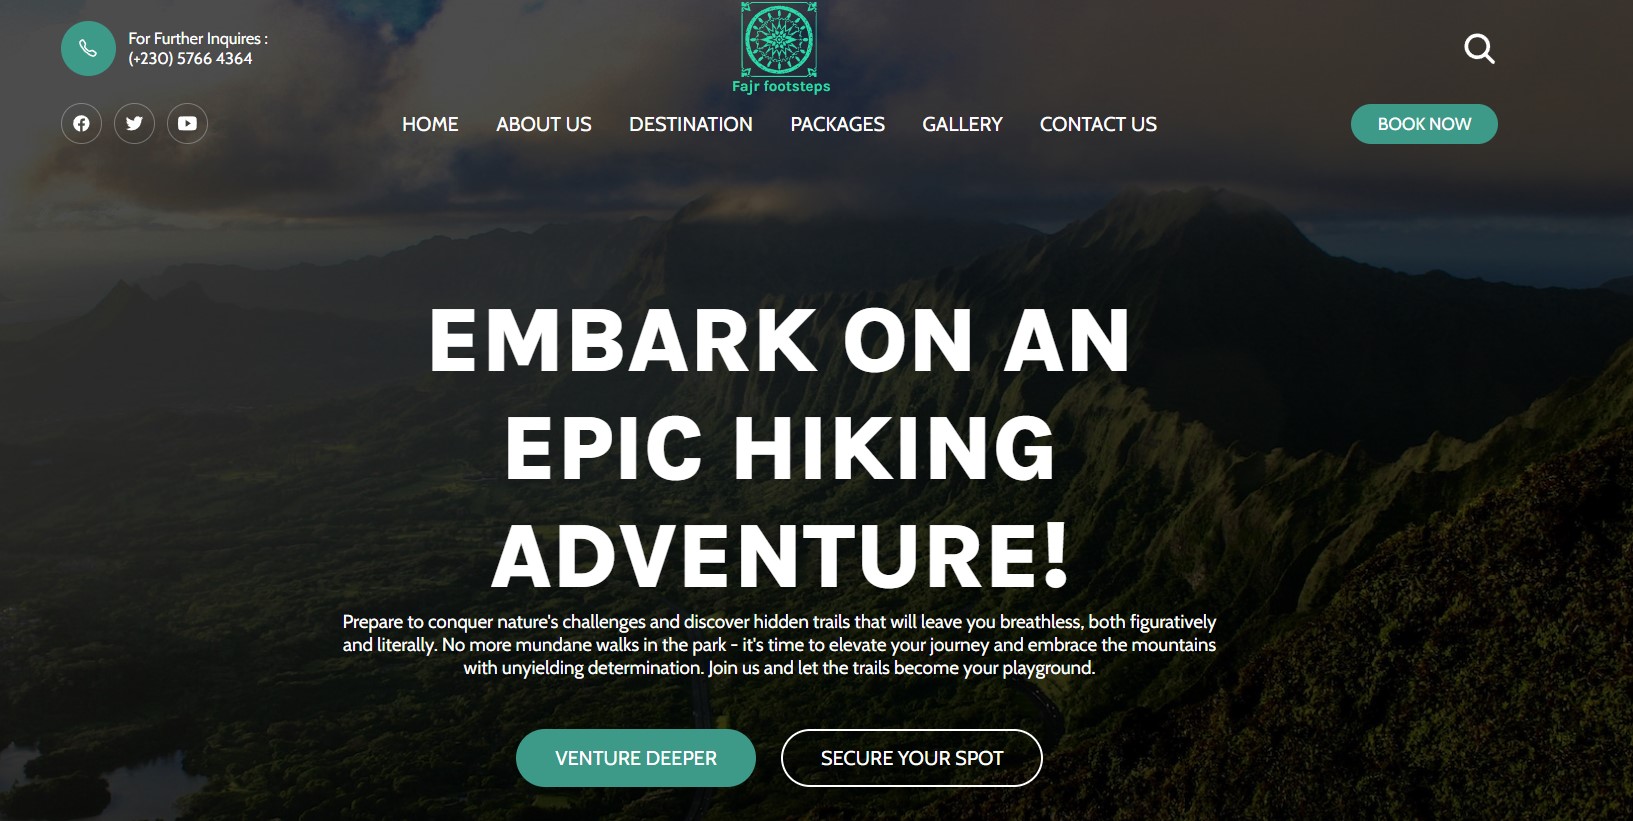 For Further Inquires :
(+230) 5766 4364
Fajr footsteps
HOME ABOUT US DESTINATION PACKAGES GALLERY CONTACT US
BOOK NOW
EMBARK ON AN
EPIC HIKING
ADVENTURE!
Prepare to conquer nature's challenges and discover hidden trails that will leave you breathless, both figuratively
and literally. No more mundane walks in the park - it's time to elevate your journey and embrace the mountains
with unyielding determination. Join us and let the trails become your playground.
VENTURE DEEPER SECURE YOUR SPOT